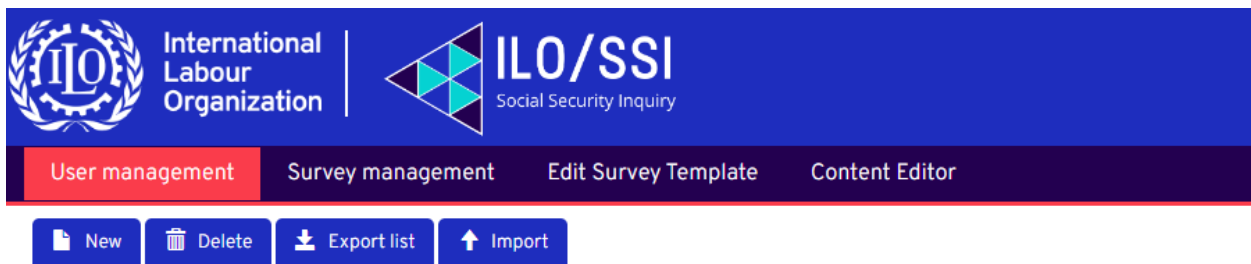 ILO
International
Labour
Organization
ILO/SSI
Social Security Inquiry
User management Survey management Edit Survey Template Content Editor
New Delete Export list Import